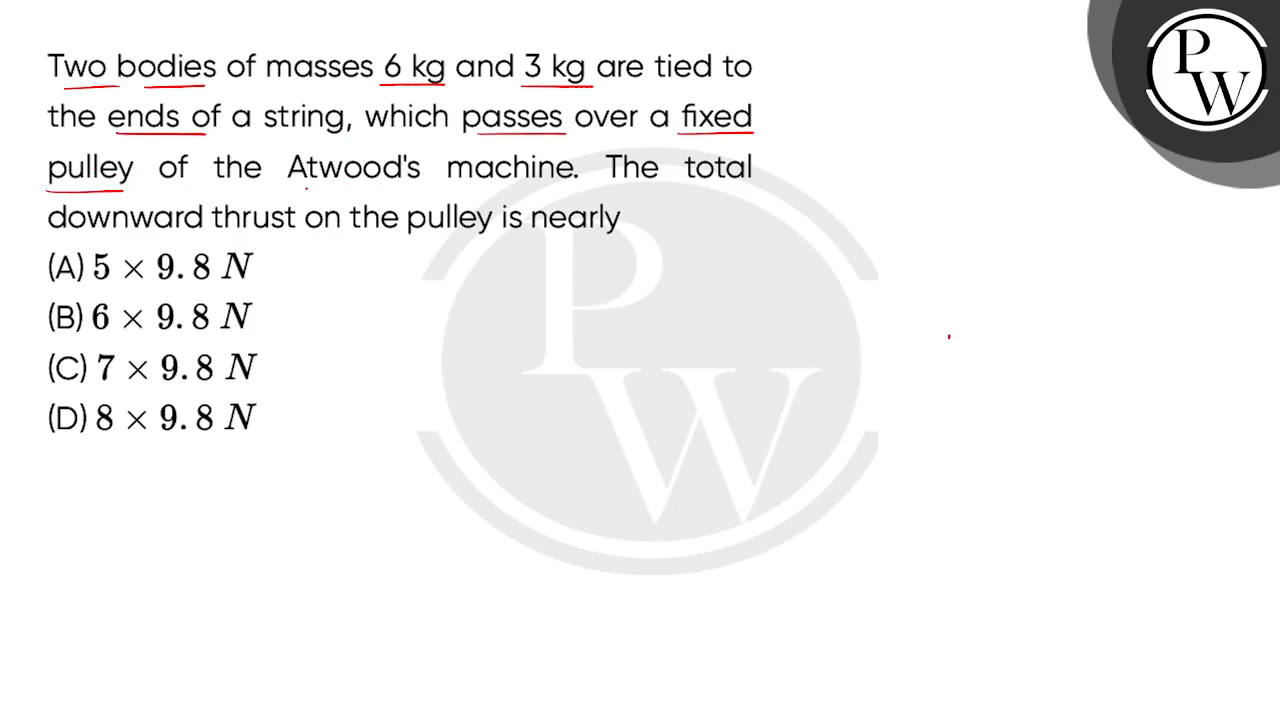 Two bodies of masses 6 kg and 3 kg are tied to
the ends of a string, which passes over a fixed
pulley of the Atwood's machine. The total
downward thrust on the pulley is nearly
(A) 5 × 9.8 N
(B) 6 × 9.8 N
(C) 7 × 9.8 N
(D) 8 × 9.8 N
PW
PW